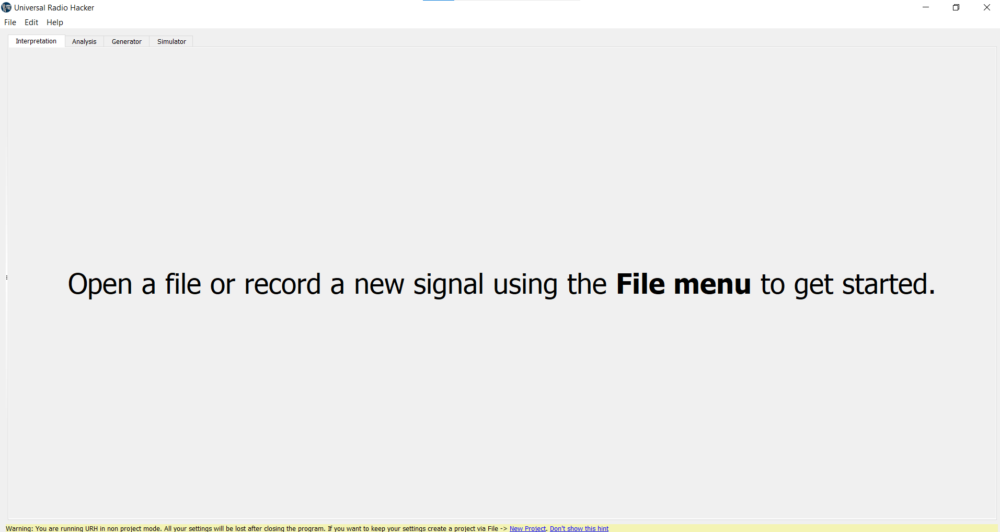 Universal Radio Hacker
File Edit Help
Interpretation Analysis Generator Simulator
Open a file or record a new signal using the File menu to get started.
Warning: You are running URH in non project mode. All your settings will be lost after closing the program. If you want to keep your settings create a project via File -> New Project. Don't show this hint